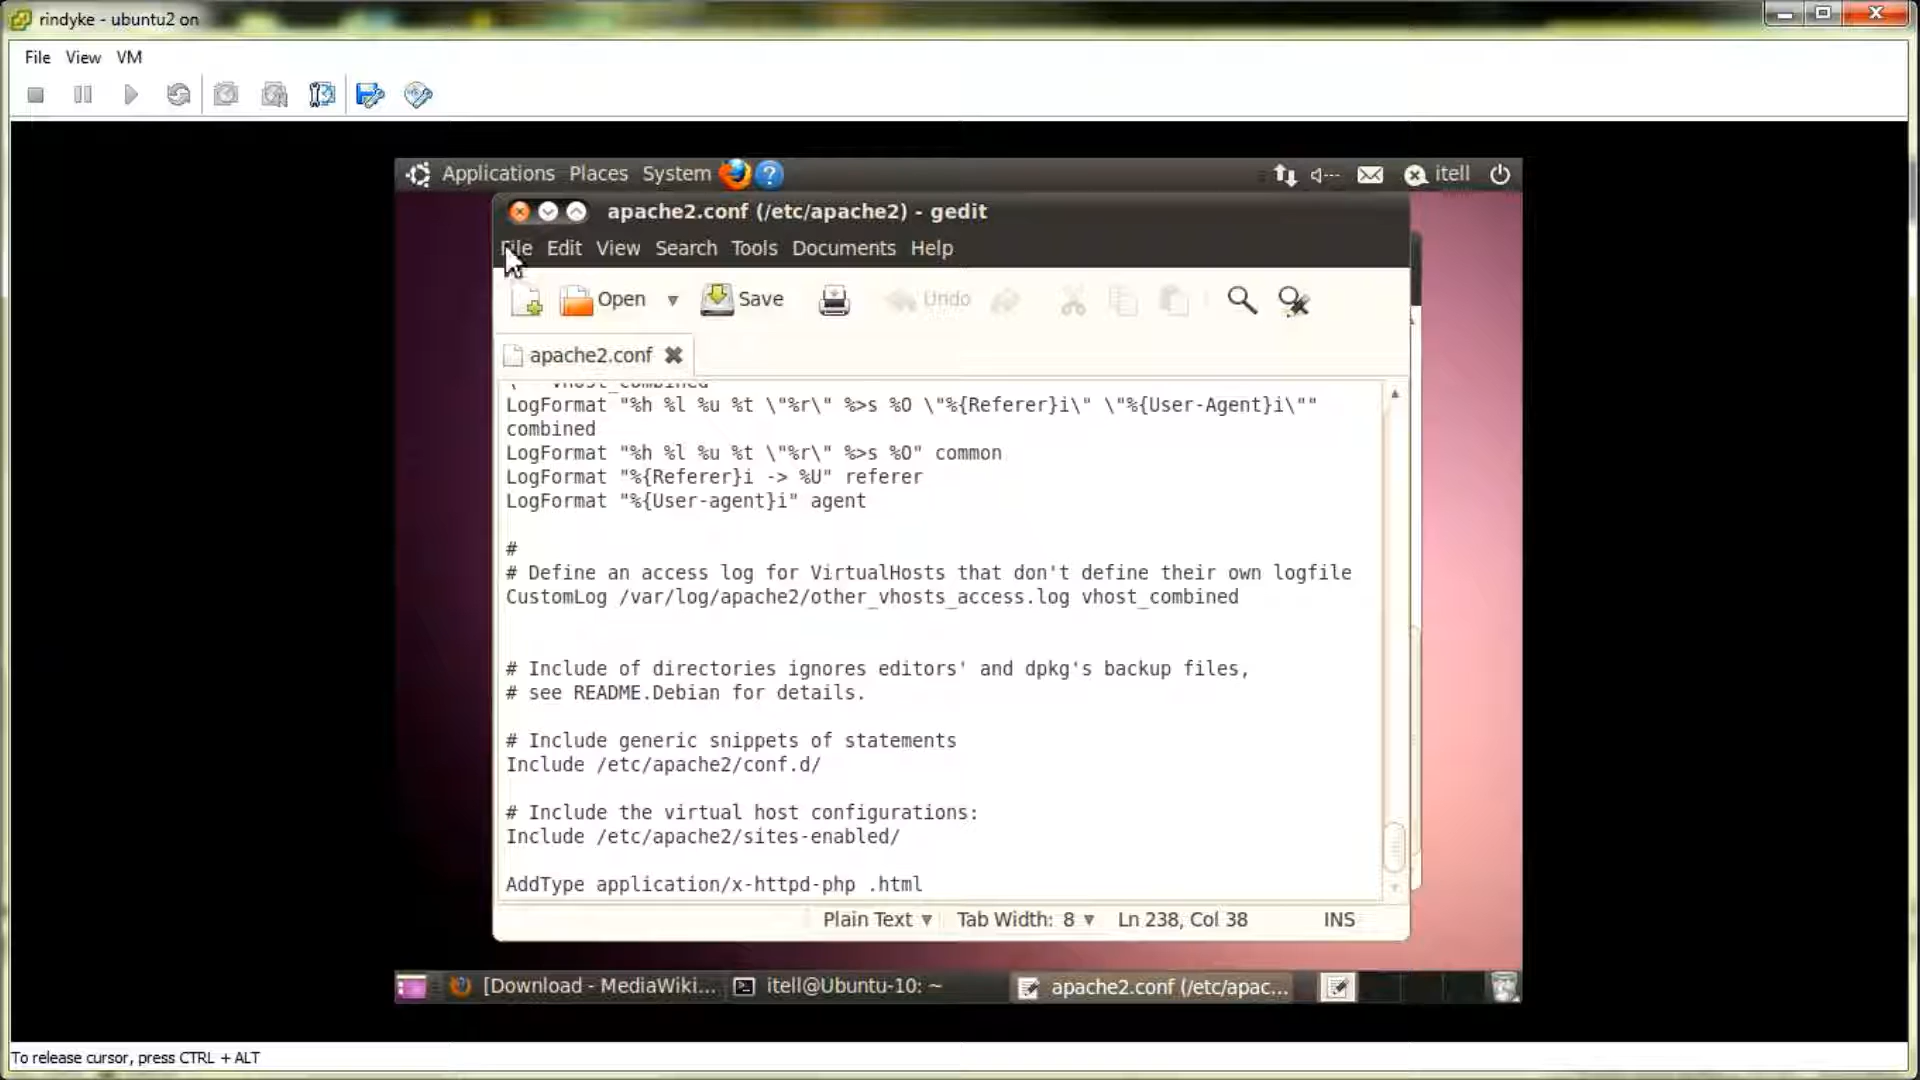 rindyke - ubuntu2 on
File View VM
Applications Places System itell
apache2.conf (/etc/apache2) - gedit
File Edit View Search Tools Documents Help
Open Save Undo
apache2.conf
\" vhost_combined
LogFormat "%h %l %u %t \"%r\" %>s %O \"%{Referer}i\" \"%{User-Agent}i\""
combined
LogFormat "%h %l %u %t \"%r\" %>s %O" common
LogFormat "%{Referer}i -> %U" referer
LogFormat "%{User-agent}i" agent
#
# Define an access log for VirtualHosts that don't define their own logfile
CustomLog /var/log/apache2/other_vhosts_access.log vhost_combined
# Include of directories ignores editors' and dpkg's backup files,
# see README.Debian for details.
# Include generic snippets of statements
Include /etc/apache2/conf.d/
# Include the virtual host configurations:
Include /etc/apache2/sites-enabled/
AddType application/x-httpd-php .html
Plain Text Tab Width: 8 Ln 238, Col 38 INS
[Download - MediaWiki... itell@Ubuntu-10: ~ apache2.conf (/etc/apac...
To release cursor, press CTRL + ALT